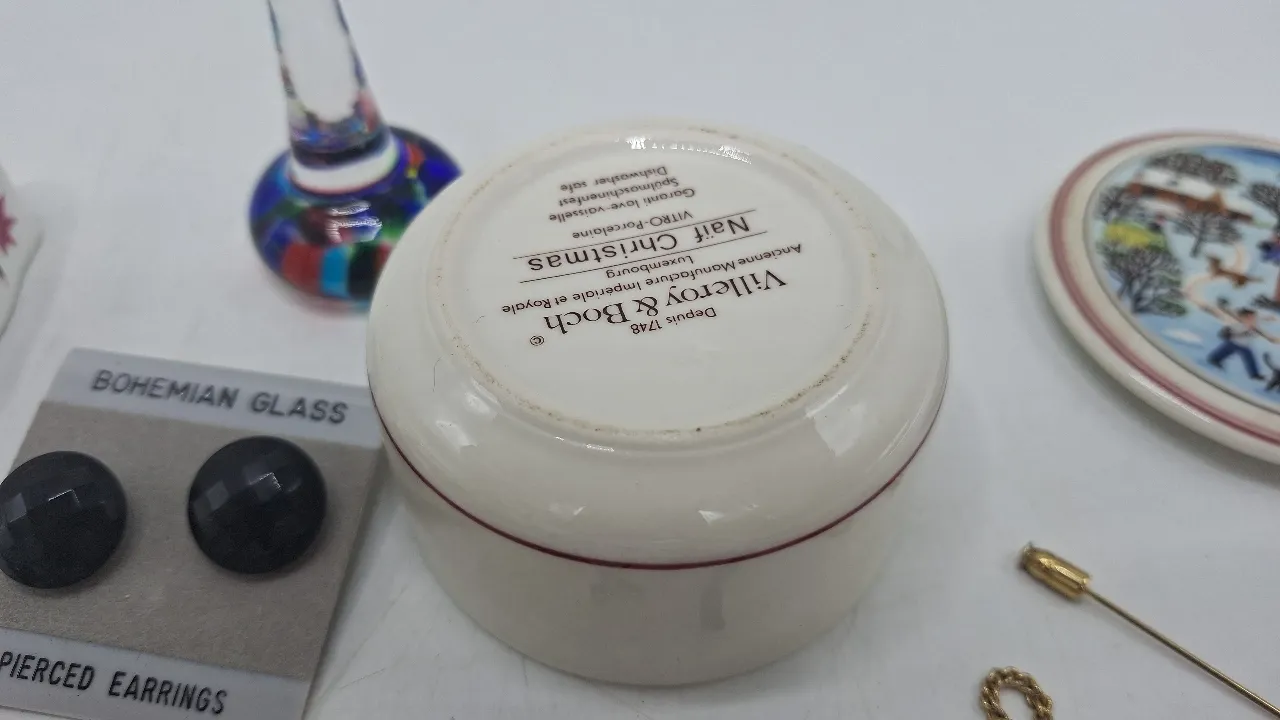 Depuis 1748
Villeroy & Boch ©
Ancienne Manufacture Impériale et Royale
Luxembourg
Naïf Christmas
VITRO-Porcelaine
Garanti lave-vaisselle
Spülmaschinenfest
Dishwasher safe
BOHEMIAN GLASS
PIERCED EARRINGS